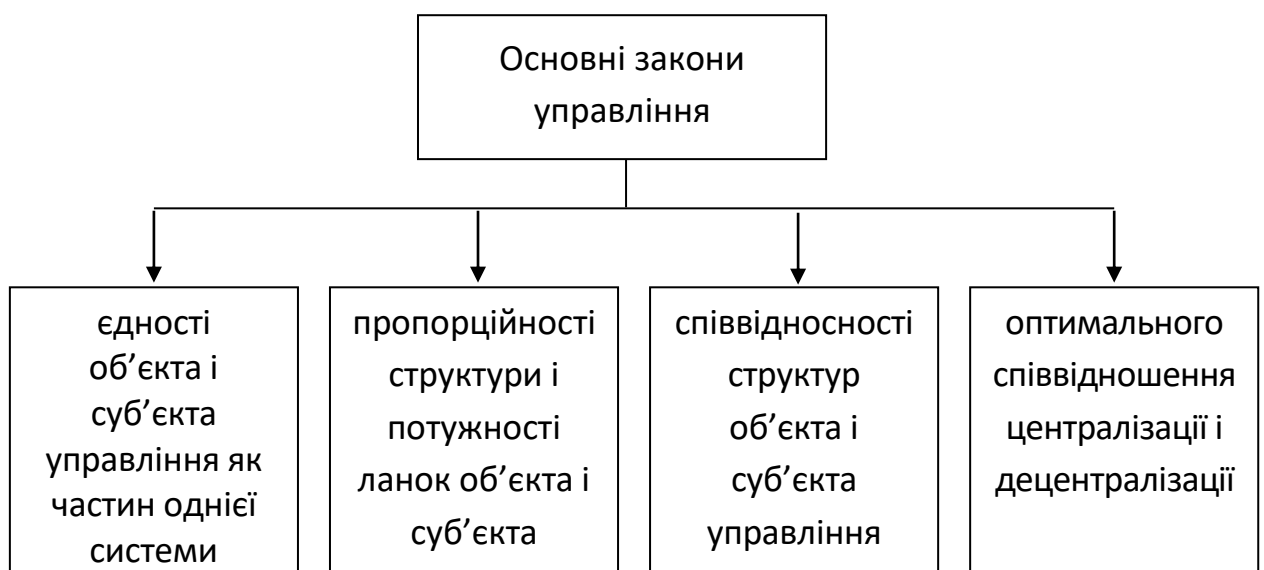 Основні закони
управління
єдності
об’єкта і
суб’єкта
управління як
частин однієї
системи
пропорційності
структури і
потужності
ланок об’єкта і
суб’єкта
співвідносності
структур
об’єкта і
суб’єкта
управління
оптимального
співвідношення
централізації і
децентралізації